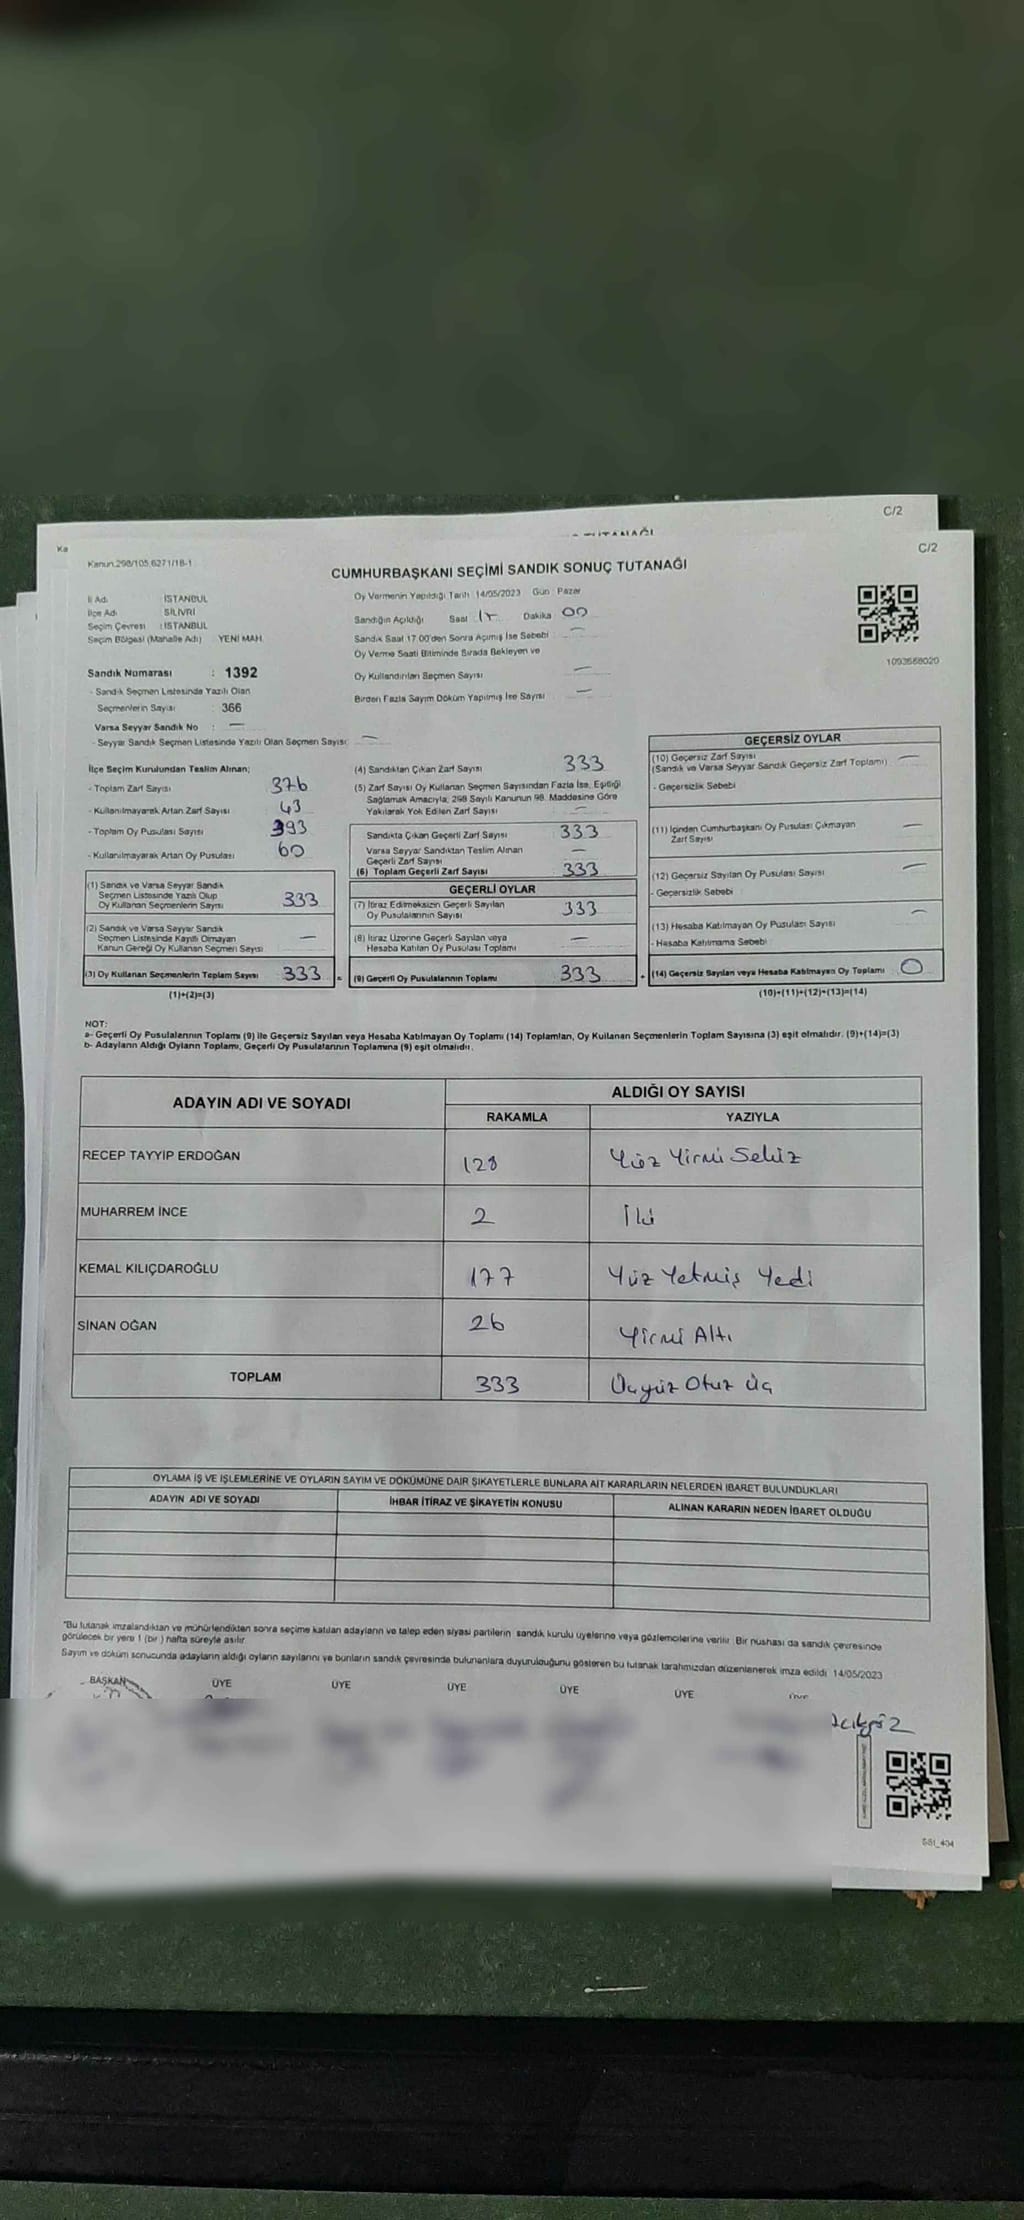 C/2
TUTANAĞI
Ka
C/2
Kanun.298/105,6271/18-1
CUMHURBAŞKANI SEÇİMİ SANDIK SONUÇ TUTANAĞI
İl Adı : İSTANBUL
İlçe Adı : SİLİVRİ
Seçim Çevresi : İSTANBUL
Seçim Bölgesi (Mahalle Adı) YENİ MAH.
Oy Vermenin Yapıldığı Tarih 14/05/2023 Gün Pazar
Sandığın Açıldığı Saat 17 Dakika 00
Sandık Saat 17.00'den Sonra Açılmış İse Sebebi —
Oy Verme Saati Bitiminde Sırada Bekleyen ve
Oy Kullandırılan Seçmen Sayısı —
Birden Fazla Sayım Döküm Yapılmış İse Sayısı —
1093568020
Sandık Numarası : 1392
- Sandık Seçmen Listesinde Yazılı Olan
Seçmenlerin Sayısı : 366
Varsa Seyyar Sandık No : —
- Seyyar Sandık Seçmen Listesinde Yazılı Olan Seçmen Sayısı: —
İlçe Seçim Kurulundan Teslim Alınan;
- Toplam Zarf Sayısı 376
- Kullanılmayarak Artan Zarf Sayısı 43
- Toplam Oy Pusulası Sayısı 393
- Kullanılmayarak Artan Oy Pusulası 60
(1) Sandık ve Varsa Seyyar Sandık
Seçmen Listesinde Yazılı Olup
Oy Kullanan Seçmenlerin Sayısı 333
(2) Sandık ve Varsa Seyyar Sandık
Seçmen Listesinde Kayıtlı Olmayan
Kanun Gereği Oy Kullanan Seçmen Sayısı —
(3) Oy Kullanan Seçmenlerin Toplam Sayısı 333 =
(1)+(2)=(3)
(4) Sandıktan Çıkan Zarf Sayısı 333
(5) Zarf Sayısı Oy Kullanan Seçmen Sayısından Fazla İse, Eşitliği
Sağlamak Amacıyla; 298 Sayılı Kanunun 98. Maddesine Göre
Yakılarak Yok Edilen Zarf Sayısı —
Sandıkta Çıkan Geçerli Zarf Sayısı 333
Varsa Seyyar Sandıktan Teslim Alınan
Geçerli Zarf Sayısı —
(6) Toplam Geçerli Zarf Sayısı 333
GEÇERLİ OYLAR
(7) İtiraz Edilmeksizin Geçerli Sayılan
Oy Pusulalarının Sayısı 333
(8) İtiraz Üzerine Geçerli Sayılan veya
Hesaba Katılan Oy Pusulası Toplamı —
(9) Geçerli Oy Pusulalarının Toplamı 333 +
GEÇERSİZ OYLAR
(10) Geçersiz Zarf Sayısı
(Sandık ve Varsa Seyyar Sandık Geçersiz Zarf Toplamı) —
- Geçersizlik Sebebi
(11) İçinden Cumhurbaşkanı Oy Pusulası Çıkmayan
Zarf Sayısı —
(12) Geçersiz Sayılan Oy Pusulası Sayısı —
- Geçersizlik Sebebi
(13) Hesaba Katılmayan Oy Pusulası Sayısı —
- Hesaba Katılmama Sebebi
(14) Geçersiz Sayılan veya Hesaba Katılmayan Oy Toplamı 0
(10)+(11)+(12)+(13)=(14)
NOT:
a- Geçerli Oy Pusulalarının Toplamı (9) ile Geçersiz Sayılan veya Hesaba Katılmayan Oy Toplamı (14) Toplamları, Oy Kullanan Seçmenlerin Toplam Sayısına (3) eşit olmalıdır. (9)+(14)=(3)
b- Adayların Aldığı Oyların Toplamı, Geçerli Oy Pusulalarının Toplamına (9) eşit olmalıdır.
ADAYIN ADI VE SOYADI ALDIĞI OY SAYISI
RAKAMLA YAZIYLA
RECEP TAYYİP ERDOĞAN 128 Yüz Yirmi Sekiz
MUHARREM İNCE 2 İki
KEMAL KILIÇDAROĞLU 177 Yüz Yetmiş Yedi
SİNAN OĞAN 26 Yirmi Altı
TOPLAM 333 Üçyüz Otuz Üç
OYLAMA İŞ VE İŞLEMLERİNE VE OYLARIN SAYIM VE DÖKÜMÜNE DAİR ŞİKAYETLERLE BUNLARA AİT KARARLARIN NELERDEN İBARET BULUNDUKLARI
ADAYIN ADI VE SOYADI İHBAR İTİRAZ VE ŞİKAYETİN KONUSU ALINAN KARARIN NEDEN İBARET OLDUĞU
*Bu tutanak imzalandıktan ve mühürlendikten sonra seçime katılan adayların ve talep eden siyasi partilerin sandık kurulu üyelerine veya gözlemcilerine verilir. Bir nüshası da sandık çevresinde
görülecek bir yere 1 (bir ) hafta süreyle asılır.
Sayım ve döküm sonucunda adayların aldığı oyların sayılarını ve bunların sandık çevresinde bulunanlara duyurulduğunu gösteren bu tutanak tarafımızdan düzenlenerek imza edildi. 14/05/2023
BAŞKAN ÜYE ÜYE ÜYE ÜYE ÜYE ÜYE
Açıkgöz
SS1_404